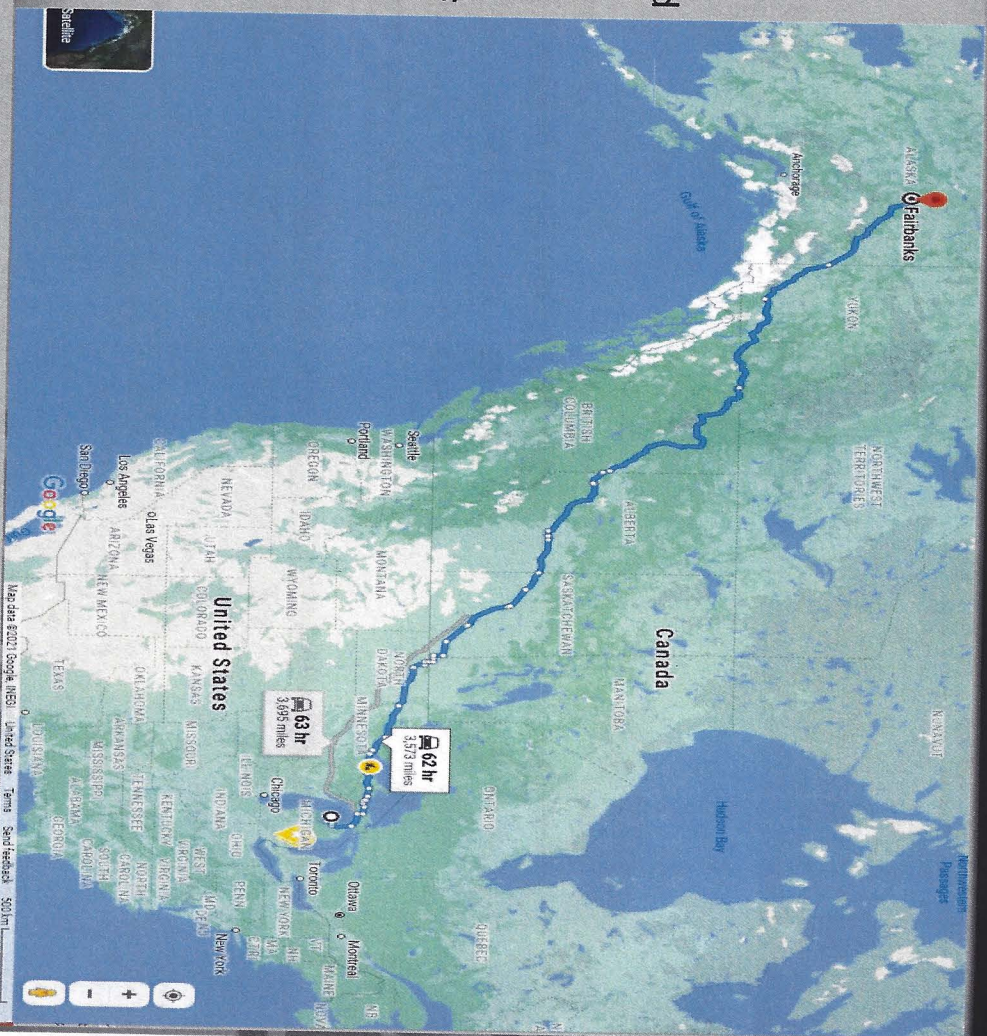 Satellite
ALASKA
Fairbanks
Anchorage
Gulf of Alaska
YUKON
NORTHWEST
TERRITORIES
NUNAVUT
Northwestern
Passages
BRITISH
COLUMBIA
ALBERTA
SASKATCHEWAN
MANITOBA
Canada
Hudson Bay
ONTARIO
QUEBEC
Seattle
WASHINGTON
Portland
OREGON
IDAHO
MONTANA
NORTH
DAKOTA
MINNESOTA
62 hr
3,573 miles
63 hr
3,695 miles
WYOMING
NEVADA
UTAH
COLORADO
United States
CALIFORNIA
Las Vegas
Los Angeles
San Diego
ARIZONA
NEW MEXICO
KANSAS
OKLAHOMA
TEXAS
MISSOURI
ARKANSAS
MISSISSIPPI
LOUISIANA
ILLINOIS
Chicago
MICHIGAN
INDIANA
OHIO
KENTUCKY
TENNESSEE
ALABAMA
GEORGIA
WEST
VIRGINIA
VIRGINIA
NORTH
CAROLINA
SOUTH
CAROLINA
Toronto
Ottawa
Montreal
PENN
NEW YORK
MD
DE
New York
VT
NH
MA
MAINE
NB
Google
Map data ©2021 Google, INEGI United States Terms Send feedback 500 km